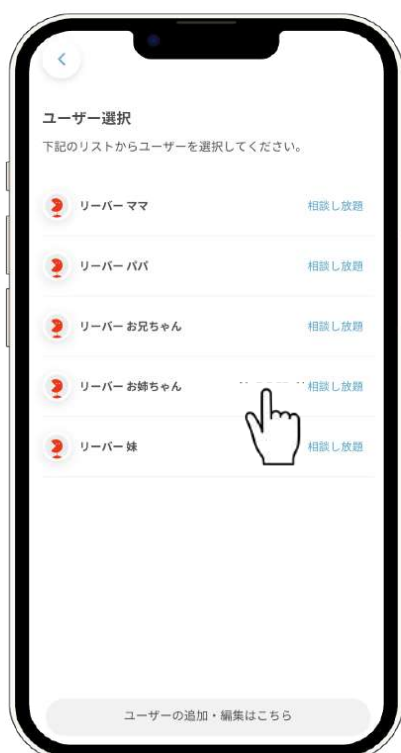 ユーザー選択
下記のリストからユーザーを選択してください。
リーバー ママ 相談し放題
リーバー パパ 相談し放題
リーバー お兄ちゃん 相談し放題
リーバー お姉ちゃん 相談し放題
リーバー 妹 相談し放題
ユーザーの追加・編集はこちら